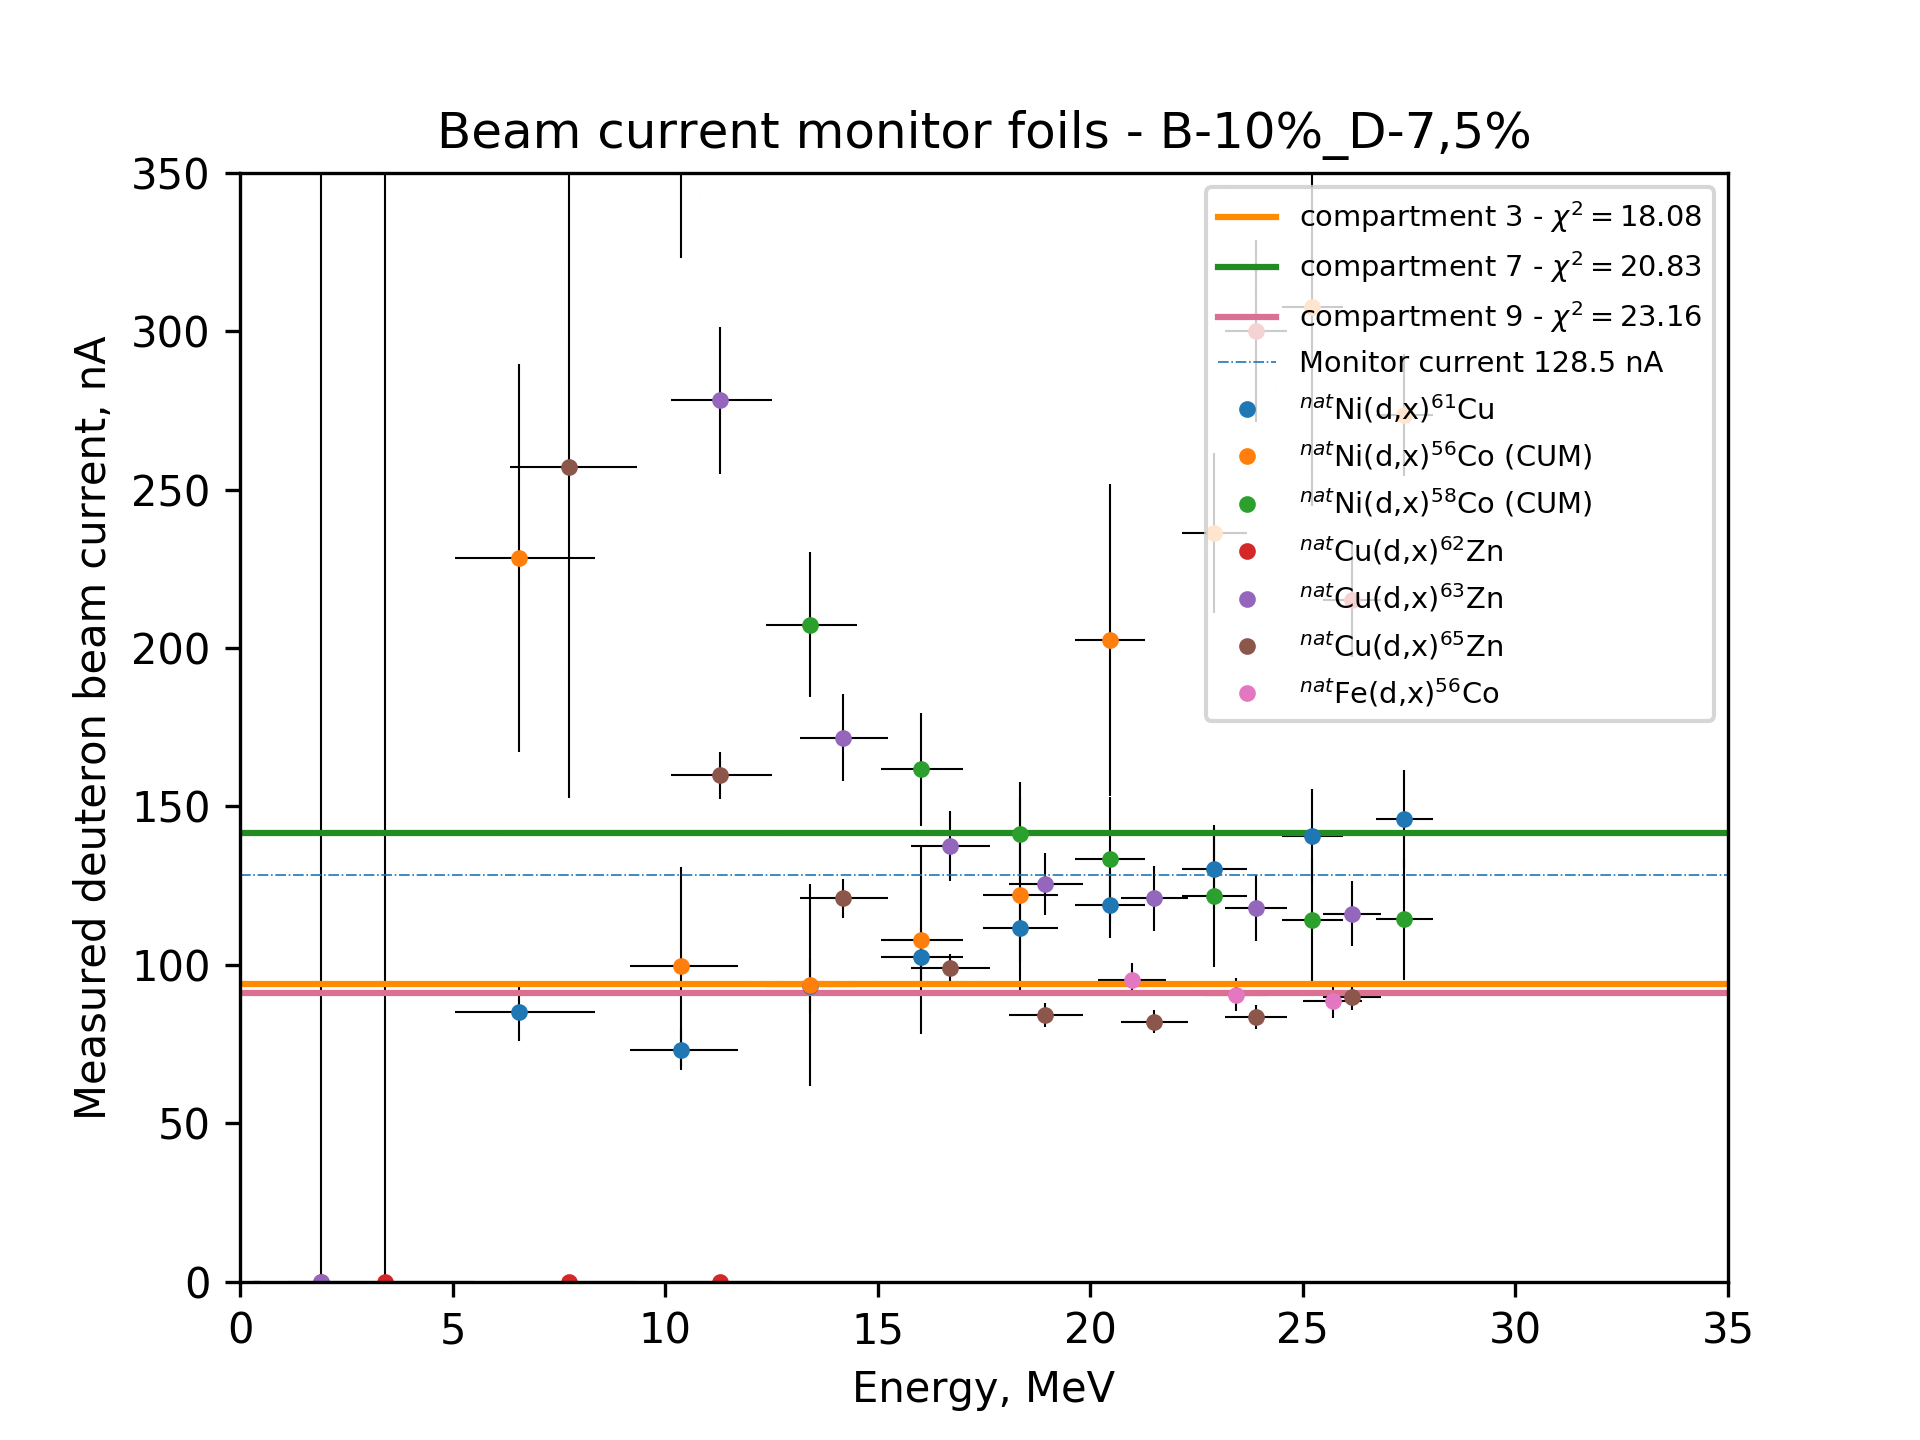 Beam current monitor foils - B-10%_D-7,5%
350
300
250
200
150
100
50
0
Measured deuteron beam current, nA
compartment 3 - χ² = 18.08
compartment 7 - χ² = 20.83
compartment 9 - χ² = 23.16
Monitor current 128.5 nA
ⁿᵃᵗNi(d,x)⁶¹Cu
ⁿᵃᵗNi(d,x)⁵⁶Co (CUM)
ⁿᵃᵗNi(d,x)⁵⁸Co (CUM)
ⁿᵃᵗCu(d,x)⁶²Zn
ⁿᵃᵗCu(d,x)⁶³Zn
ⁿᵃᵗCu(d,x)⁶⁵Zn
ⁿᵃᵗFe(d,x)⁵⁶Co
0 5 10 15 20 25 30 35
Energy, MeV